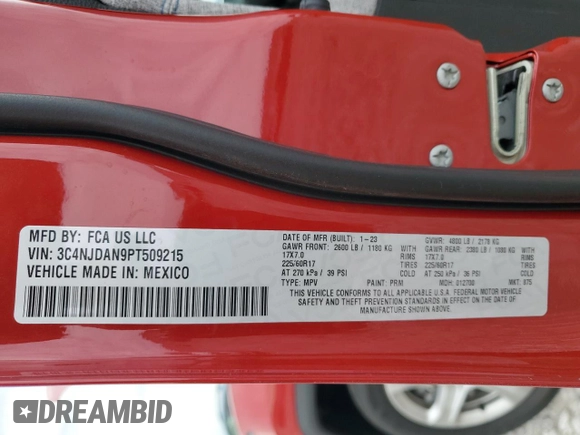 MFD BY: FCA US LLC
VIN: 3C4NJDAN9PT509215
VEHICLE MADE IN: MEXICO
DATE OF MFR (BUILT): 1-23
GAWR FRONT: 2600 LB / 1180 KG
17X7.0 RIMS
225/60R17 TIRES
AT 270 kPa / 39 PSI COLD
GVWR: 4800 LB / 2178 KG
GAWR REAR: 2380 LB / 1080 KG
17X7.0 RIMS
225/60R17 TIRES
AT 250 kPa / 36 PSI COLD
TYPE: MPV PAINT: PRM MDH: 012700 MKT: 975
THIS VEHICLE CONFORMS TO ALL APPLICABLE U.S.A. FEDERAL MOTOR VEHICLE
SAFETY AND THEFT PREVENTION STANDARDS IN EFFECT ON THE DATE OF
MANUFACTURE SHOWN ABOVE.
DREAMBID